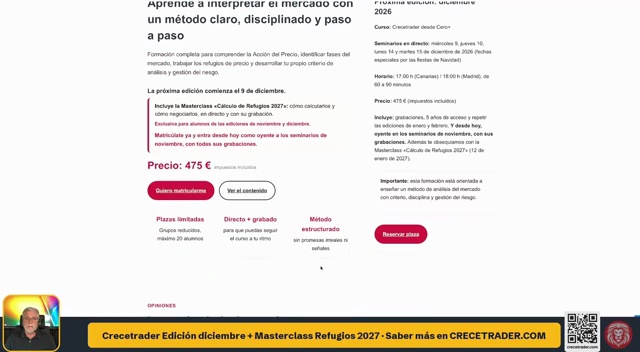 Aprende a interpretar el mercado con
un método claro, disciplinado y paso
a paso
Formación completa para comprender la Acción del Precio, identificar fases del
mercado, trabajar los refugios de precio y desarrollar tu propio criterio de
análisis y gestión del riesgo.
La próxima edición comienza el 9 de diciembre.
Incluye la Masterclass «Cálculo de Refugios 2027»: cómo calcularlos y
cómo negociarlos, en directo y con su grabación.
Exclusiva para alumnos de las ediciones de noviembre y diciembre.
Matricúlate ya y entra desde hoy como oyente a los seminarios de
noviembre, con todas sus grabaciones.
Precio: 475 € impuestos incluidos
Quiero matricularme
Ver el contenido
Plazas limitadas
Grupos reducidos,
máximo 20 alumnos
Directo + grabado
para que puedas seguir
el curso a tu ritmo
Método
estructurado
sin promesas irreales ni
señales
OPINIONES
Próxima edición: diciembre
2026
Curso: Crecetrader desde Cero+
Seminarios en directo: miércoles 9, jueves 10,
lunes 14 y martes 15 de diciembre de 2026 (fechas
especiales por las fiestas de Navidad)
Horario: 17:00 h (Canarias) / 18:00 h (Madrid), de
60 a 90 minutos
Precio: 475 € (impuestos incluidos)
Incluye: grabaciones, 5 años de acceso y repetir
las ediciones de enero y febrero. Y desde hoy,
oyente en los seminarios de noviembre, con sus
grabaciones. Además te obsequiamos con la
Masterclass «Cálculo de Refugios 2027» (12 de
enero de 2027).
Importante: esta formación está orientada a
enseñar un método de análisis del mercado
con criterio, disciplina y gestión del riesgo.
Reservar plaza
Crecetrader Edición diciembre + Masterclass Refugios 2027 · Saber más en CRECETRADER.COM
crecetrader.com